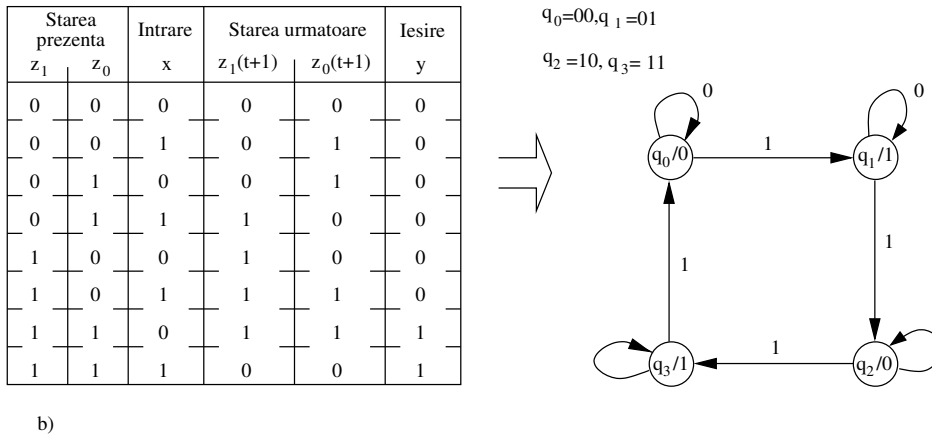 Starea prezenta Intrare Starea urmatoare Iesire
z1 z0 x z1(t+1) z0(t+1) y
0 0 0 0 0 0
0 0 1 0 1 0
0 1 0 0 1 0
0 1 1 1 0 0
1 0 0 1 0 0
1 0 1 1 1 0
1 1 0 1 1 1
1 1 1 0 0 1
b)
q0=00,q1=01
q2=10, q3= 11
0
0
q0/0
1
q1/1
1
1
q3/1
1
q2/0